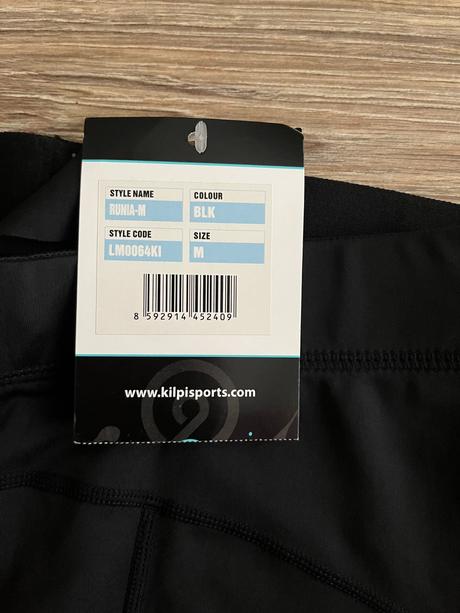 STYLE NAME
RUNIA-M
COLOUR
BLK
STYLE CODE
LM0064KI
SIZE
M
8 592914 452409
www.kilpisports.com